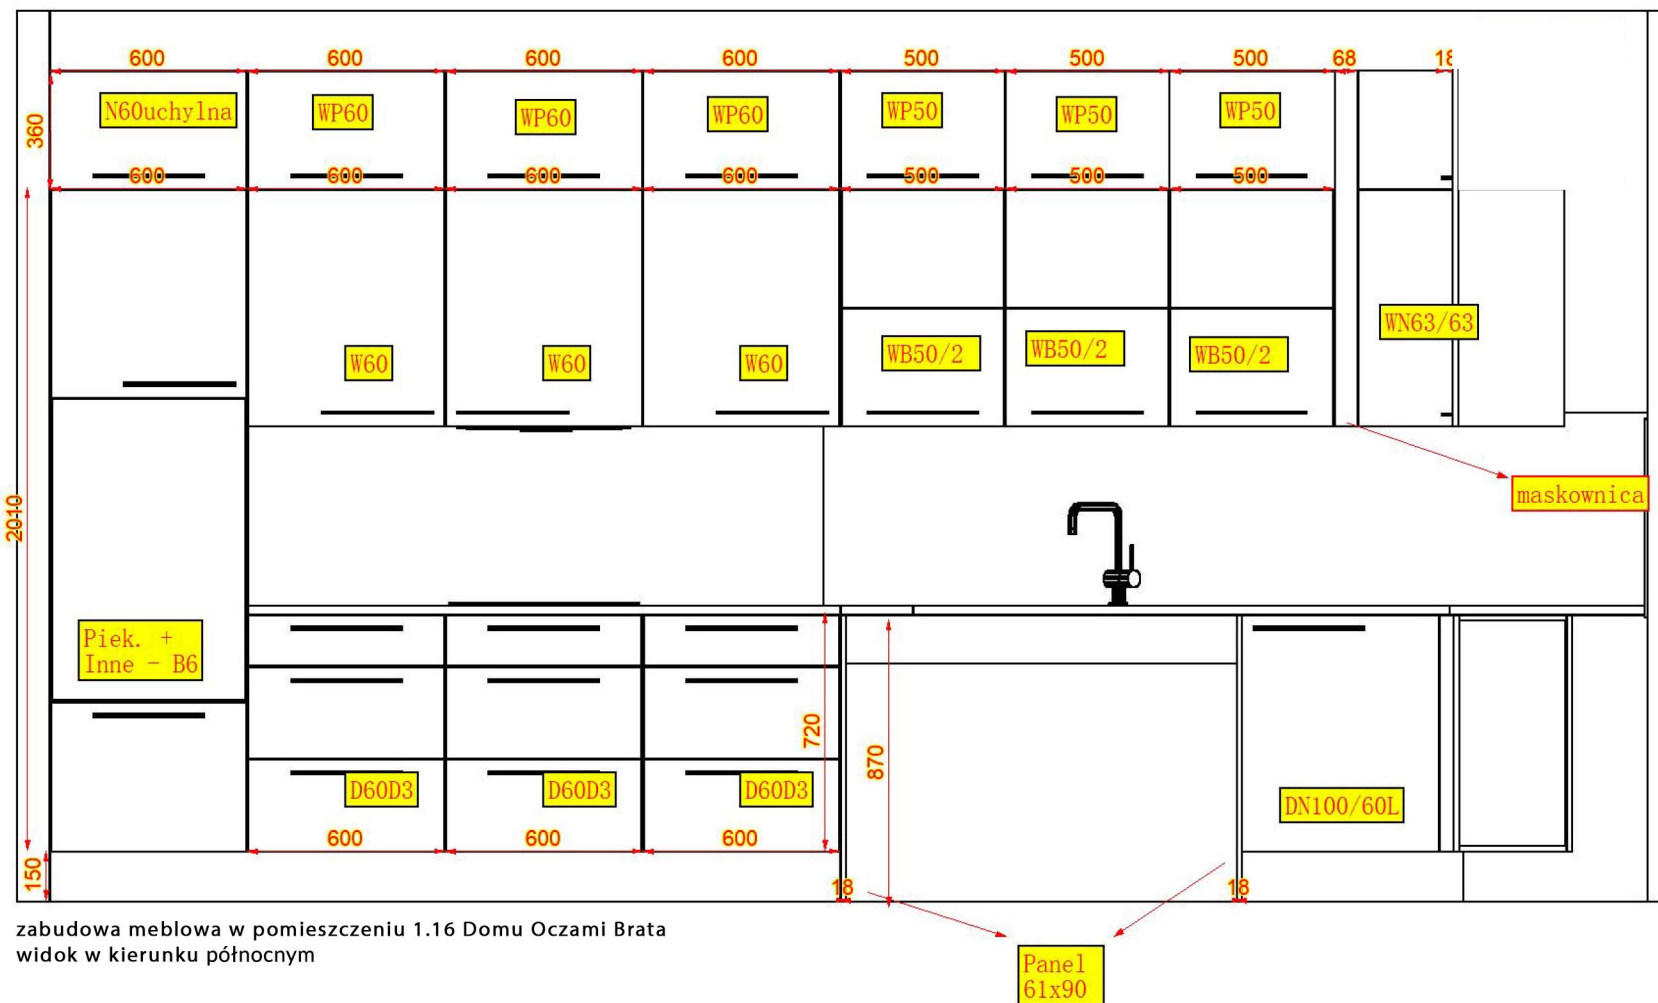 600 600 600 600 500 500 500 68 18
N60uchylna WP60 WP60 WP60 WP50 WP50 WP50
360
600 600 600 600 500 500 500
WN63/63
W60 W60 W60 WB50/2 WB50/2 WB50/2
maskownica
2010
Piek. +
Inne - B6
720
870
D60D3 D60D3 D60D3 DN100/60L
600 600 600
150
18 18
zabudowa meblowa w pomieszczeniu 1.16 Domu Oczami Brata
widok w kierunku północnym
Panel
61x90